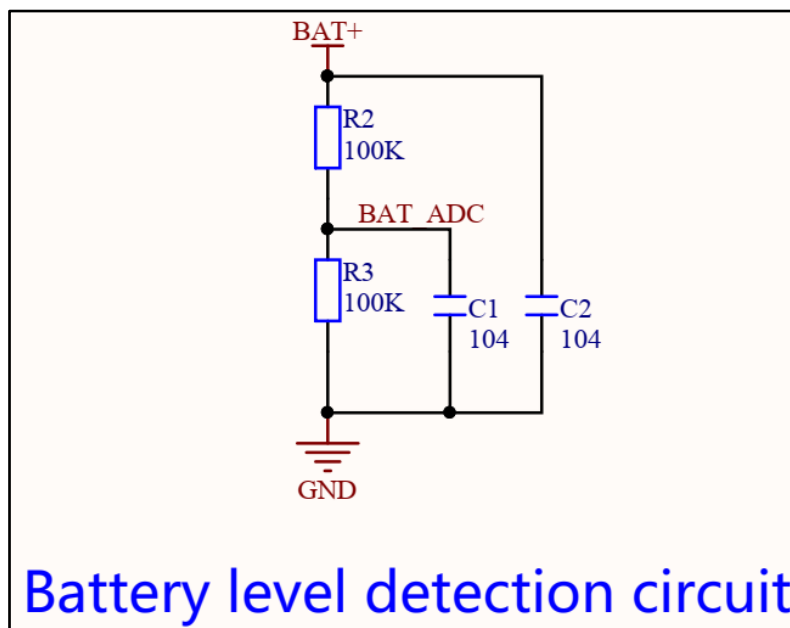 BAT+
R2
100K
BAT_ADC
R3
100K
C1
104
C2
104
GND
Battery level detection circuit